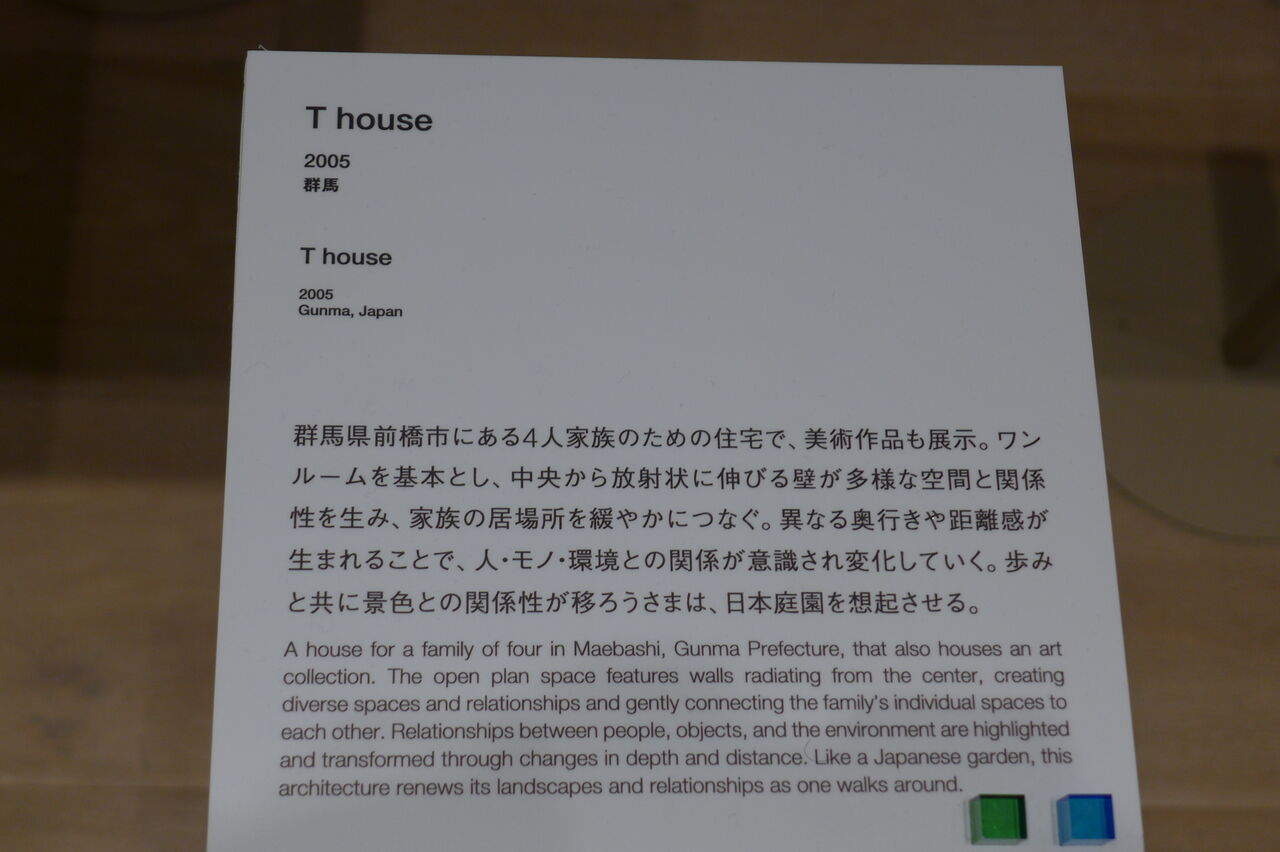 T house
2005
群馬
T house
2005
Gunma, Japan
群馬県前橋市にある4人家族のための住宅で、美術作品も展示。ワン
ルームを基本とし、中央から放射状に伸びる壁が多様な空間と関係
性を生み、家族の居場所を緩やかにつなぐ。異なる奥行きや距離感が
生まれることで、人・モノ・環境との関係が意識され変化していく。歩み
と共に景色との関係性が移ろうさまは、日本庭園を想起させる。
A house for a family of four in Maebashi, Gunma Prefecture, that also houses an art
collection. The open plan space features walls radiating from the center, creating
diverse spaces and relationships and gently connecting the family's individual spaces to
each other. Relationships between people, objects, and the environment are highlighted
and transformed through changes in depth and distance. Like a Japanese garden, this
architecture renews its landscapes and relationships as one walks around.